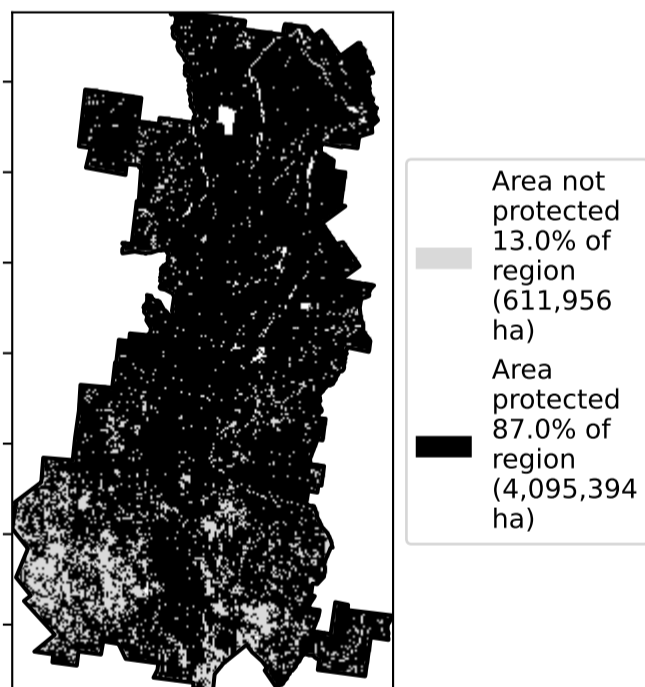 Area not
protected
13.0% of
region
(611,956
ha)
Area
protected
87.0% of
region
(4,095,394
ha)